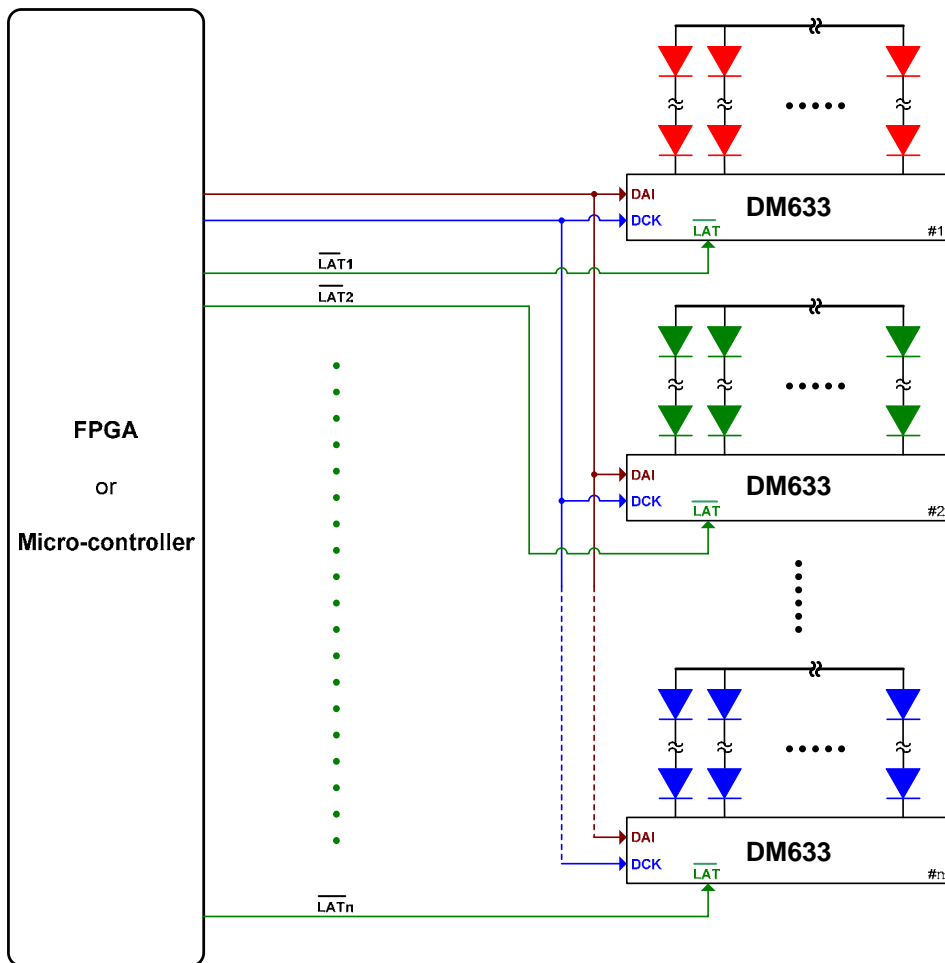 DAI
DM633
DCK
LAT
#1
LAT1
LAT2
FPGA
or
Micro-controller
DAI
DM633
DCK
LAT
#2
DAI
DM633
DCK
LAT
#n
LATn